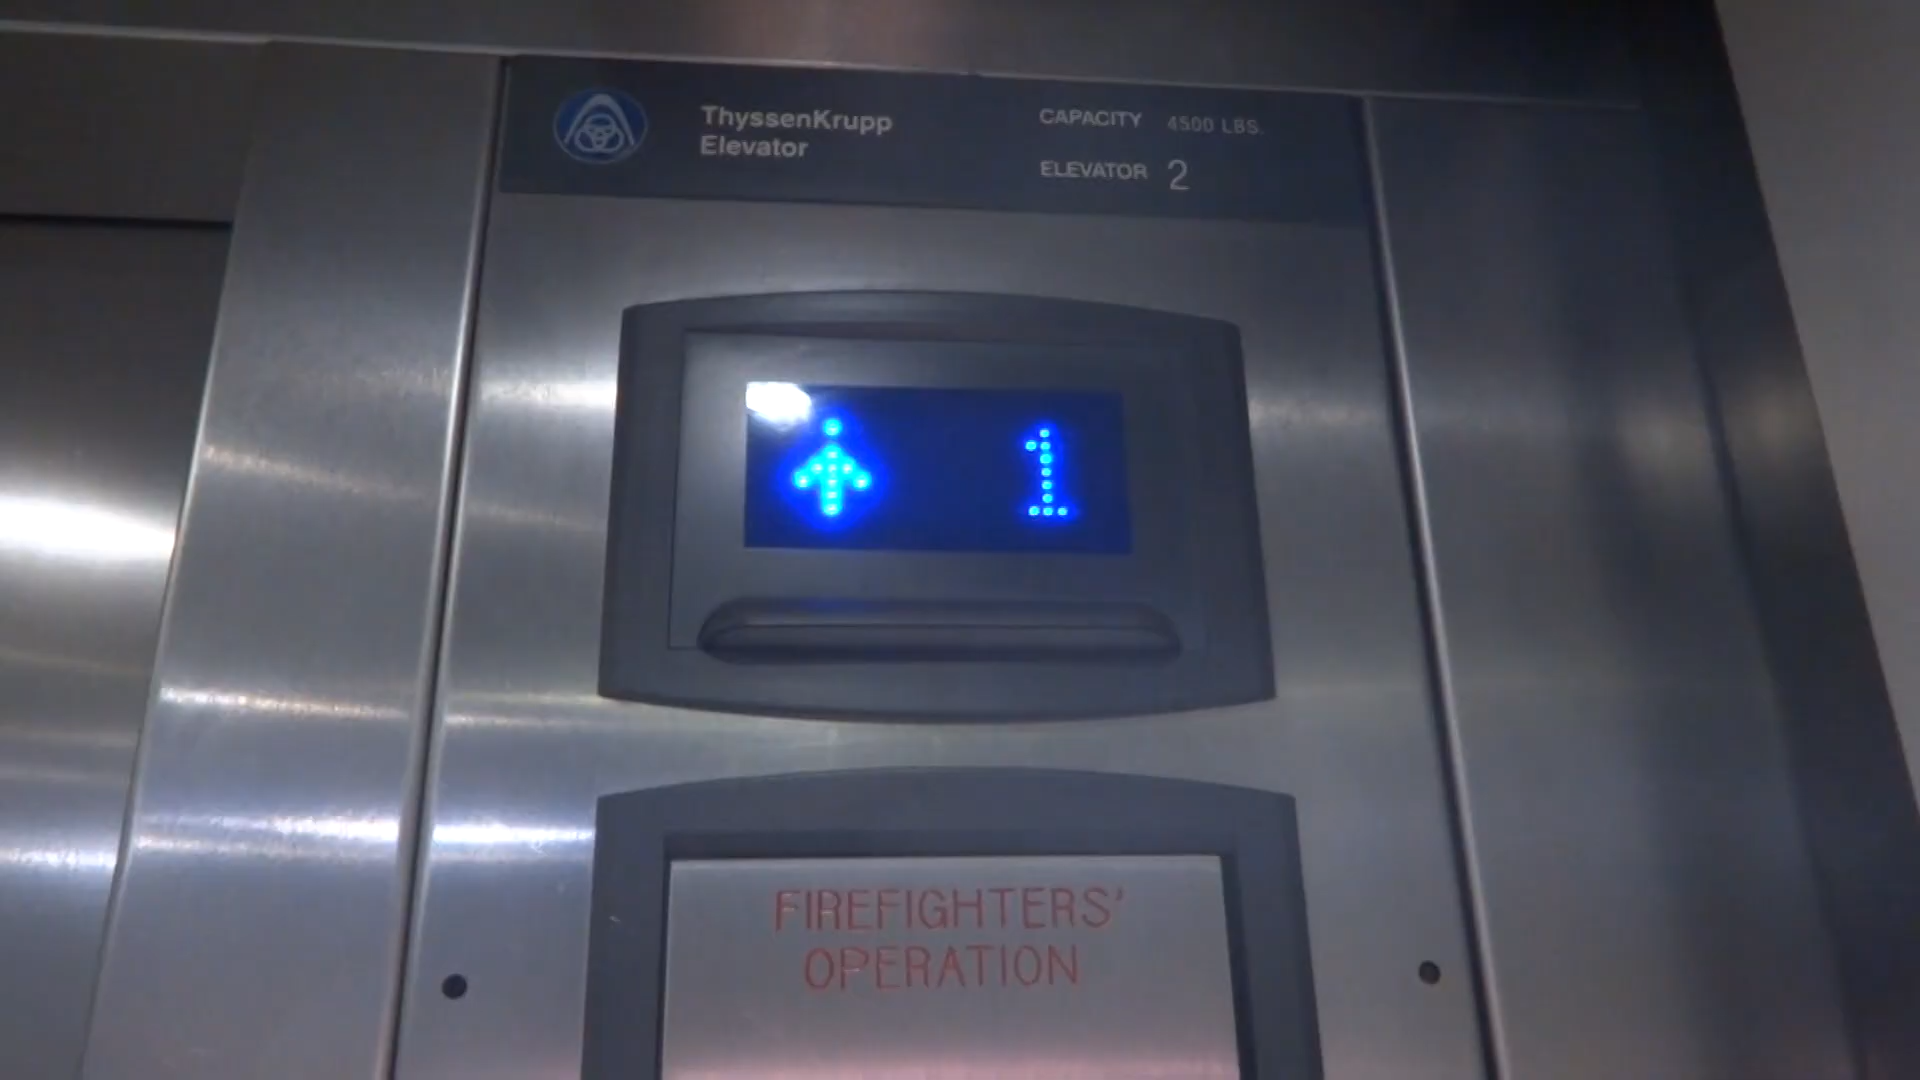 ThyssenKrupp
Elevator
CAPACITY 4500 LBS.
ELEVATOR 2
1
FIREFIGHTERS'
OPERATION